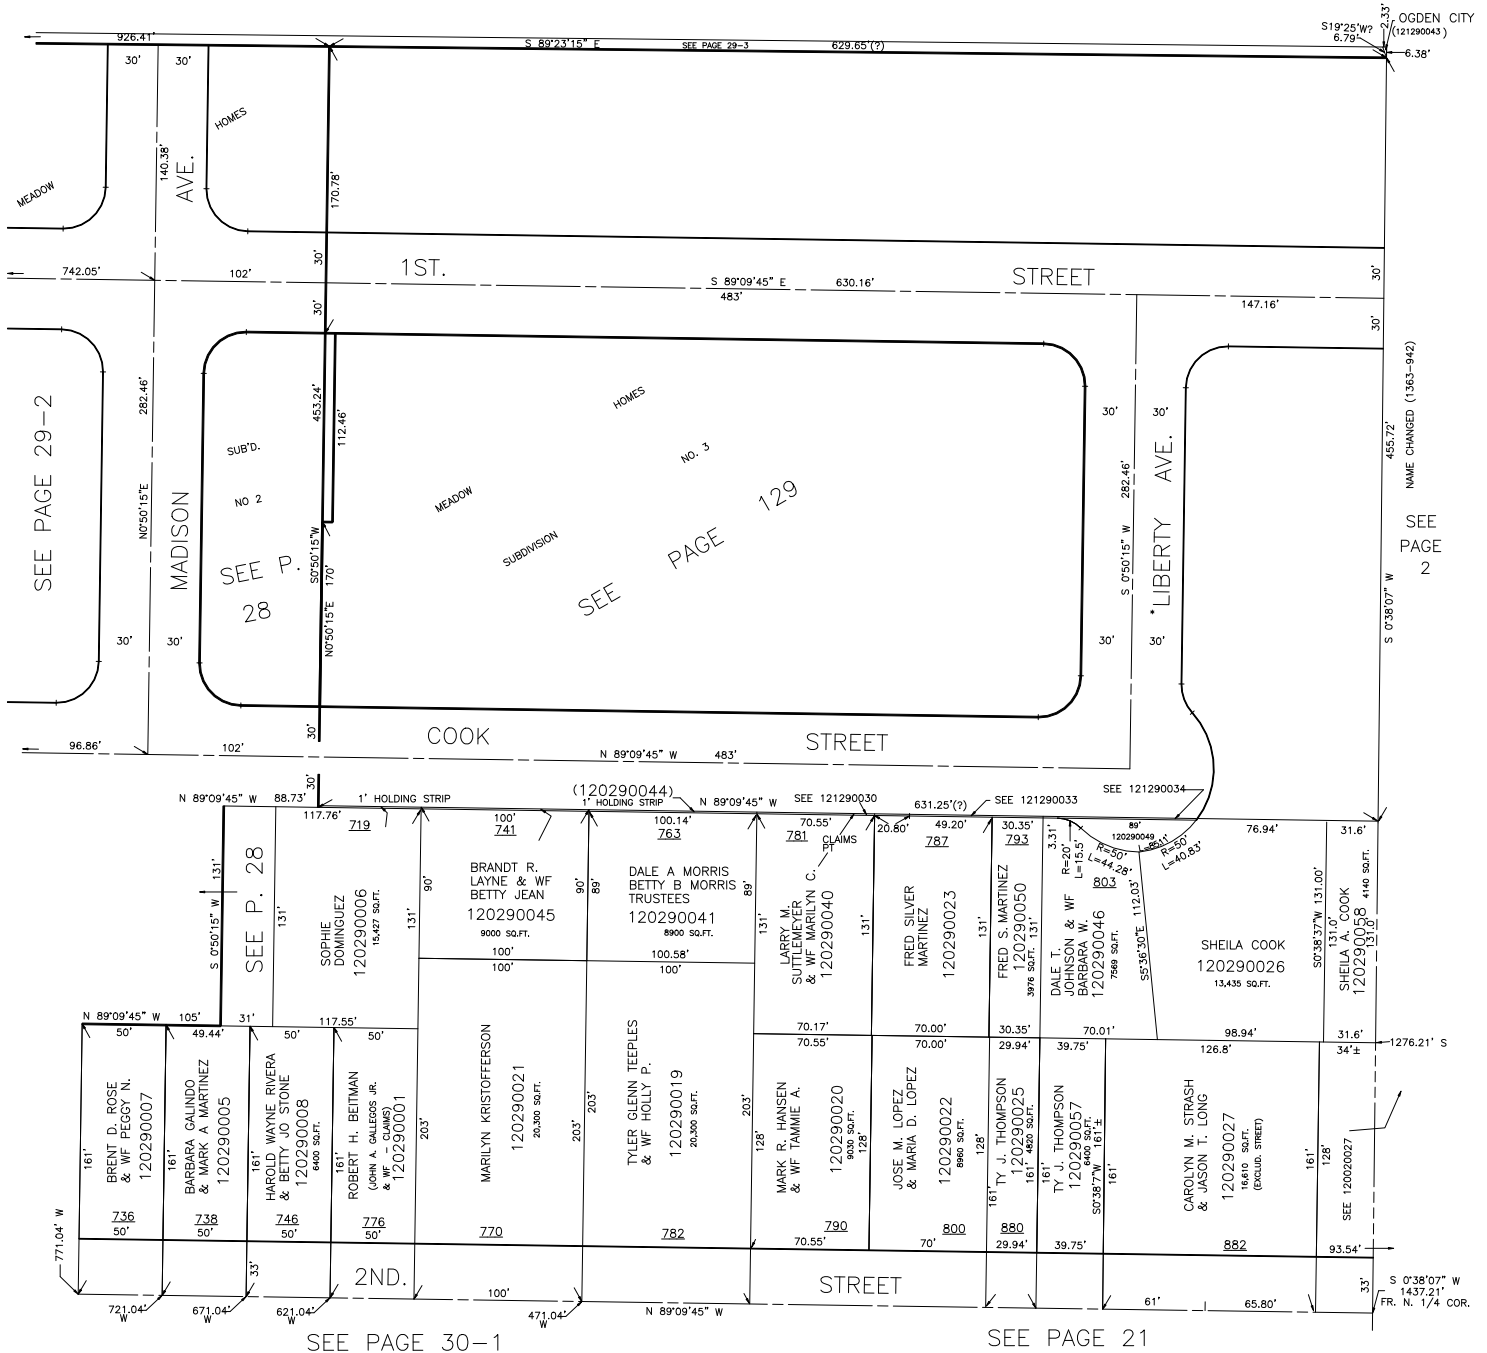 926.41'
S 89°23'15" E
SEE PAGE 29-3
629.65'(?)
S19°25'W?
6.79'
2.33'
OGDEN CITY
(121290043)
6.38'
30'
30'
HOMES
MEADOW
140.38'
AVE.
170.78'
30'
742.05'
102'
1ST.
STREET
S 89°09'45" E
630.16'
483'
147.16'
30'
30'
30'
SEE PAGE 29-2
282.46'
N0°50'15"E
MADISON
SUB'D.
NO 2
SEE P.
28
453.24'
112.46'
S0°50'15"W
170'
N0°50'15"E
HOMES
NO. 3
MEADOW
SUBDIVISION
SEE PAGE 129
30'
30'
282.46'
S 0°50'15" W
*LIBERTY AVE.
30'
30'
30'
30'
455.72'
NAME CHANGED (1363-942)
SEE
PAGE
2
S 0°38'07" W
30'
96.86'
102'
COOK
STREET
N 89°09'45" W
483'
30'
N 89°09'45" W
88.73'
1' HOLDING STRIP
(120290044)
1' HOLDING STRIP
N 89°09'45" W
SEE 121290030
631.25'(?)
SEE 121290033
SEE 121290034
117.76'
719
100'
741
100.14'
763
70.55'
781
CLAIMS
PT
20.80'
49.20'
787
30.35'
793
3.31'
R=20'
L=15.5'
R=50'
L=44.28'
89'
120290049
R=50'
L=40.83'
76.94'
31.6'
131'
S 0°50'15" W
SEE P. 28
131'
SOPHIE
DOMINGUEZ
120290006
15,427 SQ.FT.
131'
90'
BRANDT R.
LAYNE & WF
BETTY JEAN
120290045
9000 SQ.FT.
90'
89'
DALE A MORRIS
BETTY B MORRIS
TRUSTEES
120290041
8900 SQ.FT.
89'
131'
LARRY M.
SUTTLEMEYER
& WF MARILYN C.
120290040
131'
FRED SILVER
MARTINEZ
120290023
131'
FRED S. MARTINEZ
120290050
3976 SQ.FT.
131'
803
DALE T.
JOHNSON & WF
BARBARA W.
120290046
7569 SQ.FT.
S5°36'30"E 112.03'
SHEILA COOK
120290026
13,435 SQ.FT.
S0°38'37"W 131.00'
131.0'
SHEILA A. COOK
120290058
4140 SQ.FT.
131.0'
N 89°09'45" W
105'
31'
117.55'
100'
100'
100.58'
100'
70.17'
70.55'
70.00'
70.00'
30.35'
29.94'
70.01'
39.75'
98.94'
126.8'
31.6'
34'±
1276.21' S
50'
49.44'
50'
50'
161'
BRENT D. ROSE
& WF PEGGY N.
120290007
736
50'
161'
BARBARA GALINDO
& MARK A MARTINEZ
120290005
738
50'
161'
HAROLD WAYNE RIVERA
& BETTY JO STONE
120290008
6400 SQ.FT.
746
50'
161'
ROBERT H. BEITMAN
(JOHN A. GALLEGOS JR.
& WF - CLAIMS)
120290001
776
50'
203'
MARILYN KRISTOFFERSON
120290021
20,300 SQ.FT.
770
203'
203'
TYLER GLENN TEEPLES
& WF HOLLY P.
120290019
20,300 SQ.FT.
782
203'
128'
MARK R. HANSEN
& WF TAMMIE A.
120290020
9030 SQ.FT.
128'
790
70.55'
JOSE M. LOPEZ
& MARIA D. LOPEZ
120290022
8960 SQ.FT.
128'
800
70'
161'
TY J. THOMPSON
120290025
4820 SQ.FT.
161'
880
29.94'
161'
TY J. THOMPSON
120290057
6400 SQ.FT.
S0°38'7"W 161'±
39.75'
161'
CAROLYN M. STRASH
& JASON T. LONG
120290027
16,610 SQ.FT.
(EXCLUD. STREET)
882
161'
128'
SEE 120020027
93.54'
771.04' W
33'
2ND.
STREET
33'
S 0°38'07" W
1437.21'
FR. N. 1/4 COR.
721.04'
W
671.04'
W
621.04'
W
100'
471.04'
W
N 89°09'45" W
61'
65.80'
SEE PAGE 30-1
SEE PAGE 21